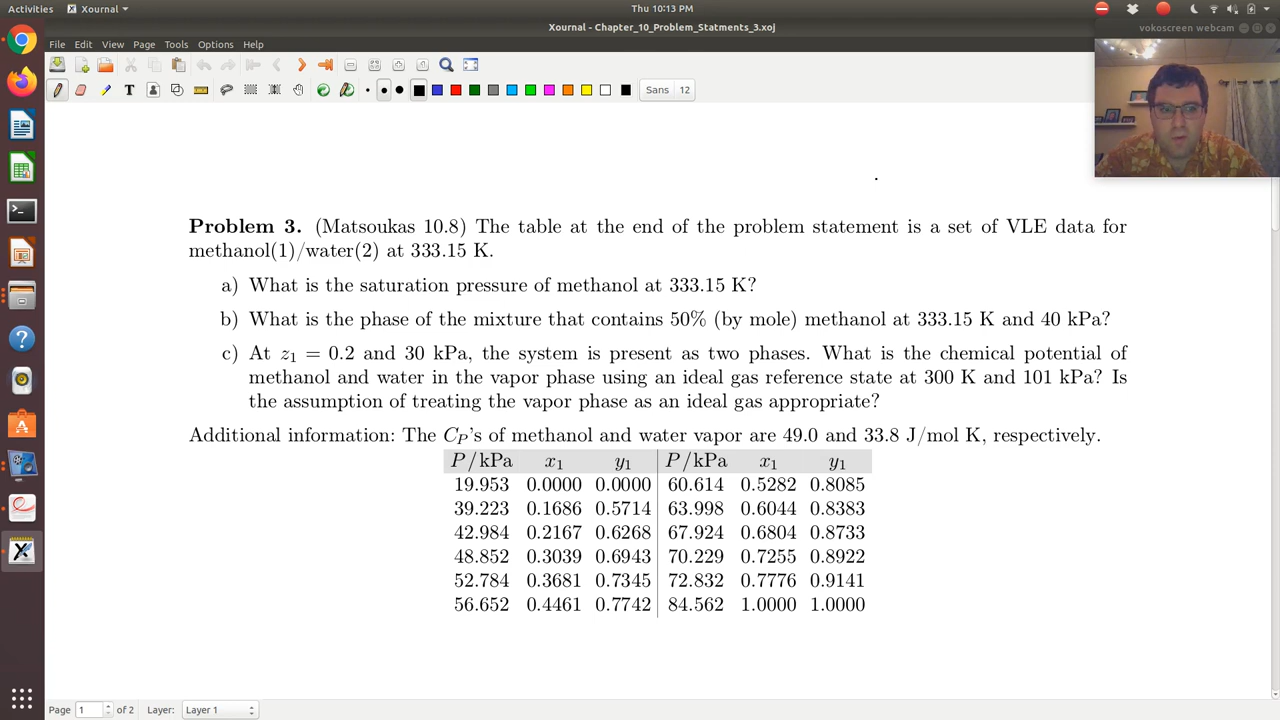 Activities Xournal Thu 10:13 PM
Xournal - Chapter_10_Problem_Statments_3.xoj
vokoscreen webcam
File Edit View Page Tools Options Help
Sans 12
Problem 3. (Matsoukas 10.8) The table at the end of the problem statement is a set of VLE data for
methanol(1)/water(2) at 333.15 K.
a) What is the saturation pressure of methanol at 333.15 K?
b) What is the phase of the mixture that contains 50% (by mole) methanol at 333.15 K and 40 kPa?
c) At z₁ = 0.2 and 30 kPa, the system is present as two phases. What is the chemical potential of
methanol and water in the vapor phase using an ideal gas reference state at 300 K and 101 kPa? Is
the assumption of treating the vapor phase as an ideal gas appropriate?
Additional information: The C_P's of methanol and water vapor are 49.0 and 33.8 J/mol K, respectively.
P/kPa x₁ y₁ P/kPa x₁ y₁
19.953 0.0000 0.0000 60.614 0.5282 0.8085
39.223 0.1686 0.5714 63.998 0.6044 0.8383
42.984 0.2167 0.6268 67.924 0.6804 0.8733
48.852 0.3039 0.6943 70.229 0.7255 0.8922
52.784 0.3681 0.7345 72.832 0.7776 0.9141
56.652 0.4461 0.7742 84.562 1.0000 1.0000
Page 1 of 2 Layer: Layer 1